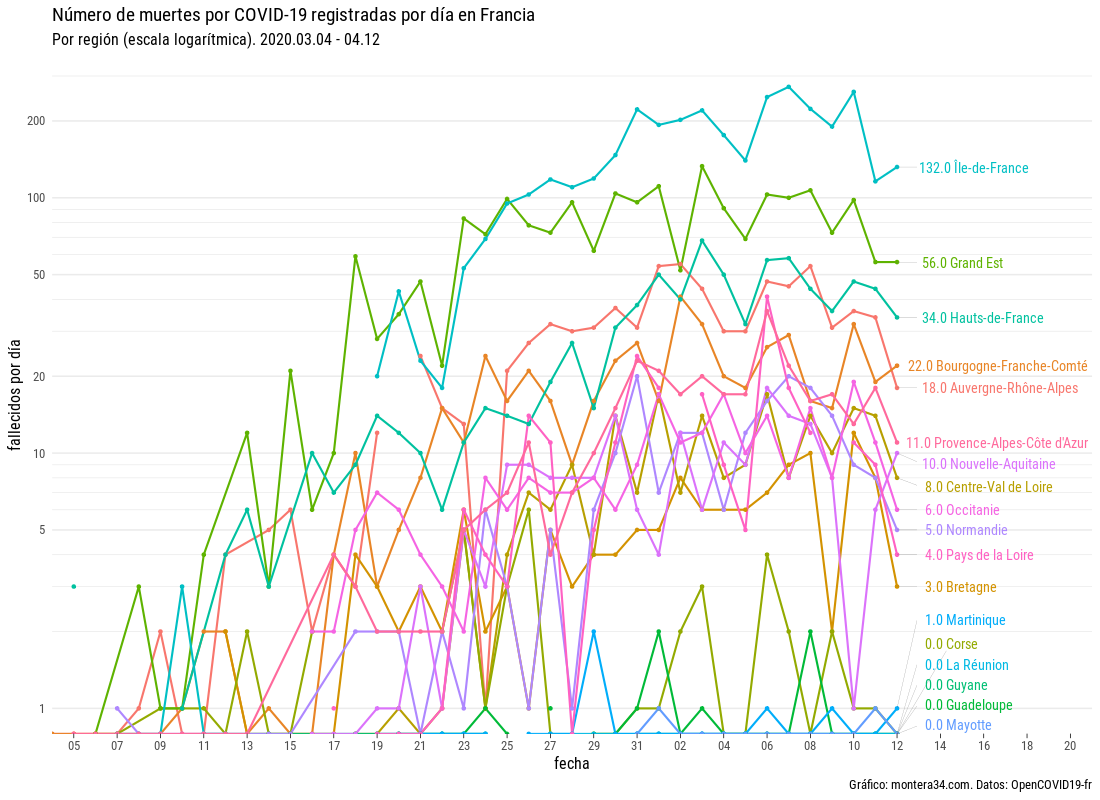 Número de muertes por COVID-19 registradas por día en Francia
Por región (escala logarítmica). 2020.03.04 - 04.12
fallecidos por día
200
100
50
20
10
5
1
132.0 Île-de-France
56.0 Grand Est
34.0 Hauts-de-France
22.0 Bourgogne-Franche-Comté
18.0 Auvergne-Rhône-Alpes
11.0 Provence-Alpes-Côte d'Azur
10.0 Nouvelle-Aquitaine
8.0 Centre-Val de Loire
6.0 Occitanie
5.0 Normandie
4.0 Pays de la Loire
3.0 Bretagne
1.0 Martinique
0.0 Corse
0.0 La Réunion
0.0 Guyane
0.0 Guadeloupe
0.0 Mayotte
05 07 09 11 13 15 17 19 21 23 25 27 29 31 02 04 06 08 10 12 14 16 18 20
fecha
Gráfico: montera34.com. Datos: OpenCOVID19-fr